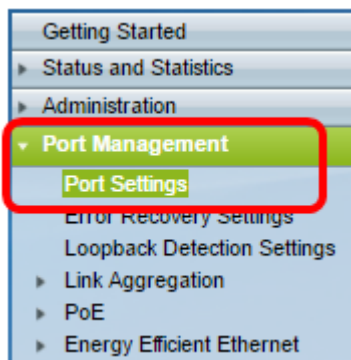 Getting Started
Status and Statistics
Administration
Port Management
Port Settings
Error Recovery Settings
Loopback Detection Settings
Link Aggregation
PoE
Energy Efficient Ethernet